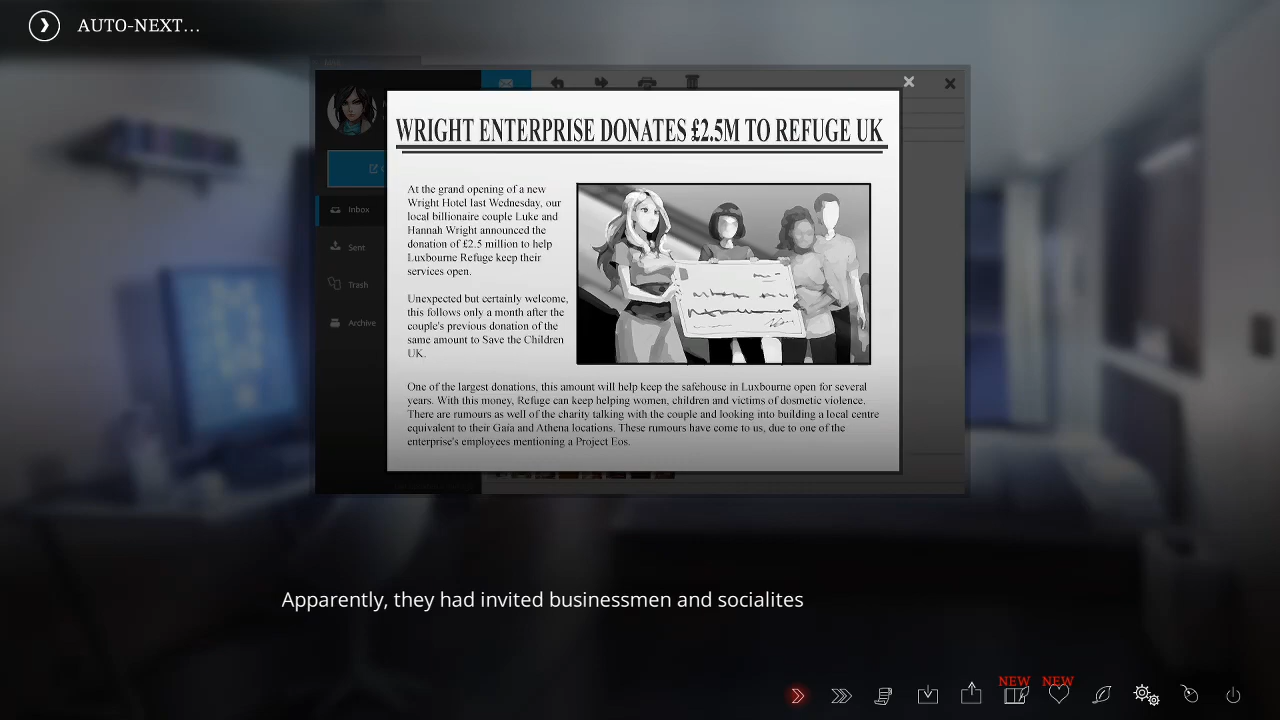 AUTO-NEXT...
WRIGHT ENTERPRISE DONATES £2.5M TO REFUGE UK
At the grand opening of a new
Wright Hotel last Wednesday, our
local billionaire couple Luke and
Hannah Wright announced the
donation of £2.5 million to help
Luxbourne Refuge keep their
services open.
Unexpected but certainly welcome,
this follows only a month after the
couple's previous donation of the
same amount to Save the Children
UK.
One of the largest donations, this amount will help keep the safehouse in Luxbourne open for several
years. With this money, Refuge can keep helping women, children and victims of dosmetic violence.
There are rumours as well of the charity talking with the couple and looking into building a local centre
equivalent to their Gaia and Athena locations. These rumours have come to us, due to one of the
enterprise's employees mentioning a Project Eos.
Inbox
Sent
Trash
Archive
Apparently, they had invited businessmen and socialites
NEW NEW